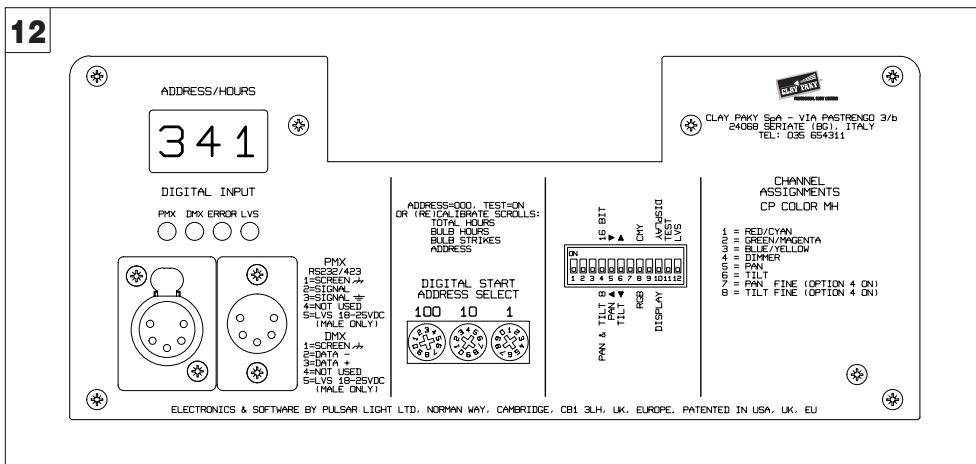 12
ADDRESS/HOURS
341
DIGITAL INPUT
PMX DMX ERROR LVS
PMX
RS232/423
1=SCREEN
2=SIGNAL
3=SIGNAL
4=NOT USED
5=LVS 18-25VDC
(MALE ONLY)
DMX
1=SCREEN
2=DATA -
3=DATA +
4=NOT USED
5=LVS 18-25VDC
(MALE ONLY)
ADDRESS=000, TEST=ON
OR (RE)CALIBRATE SCROLLS:
TOTAL HOURS
BULB HOURS
BULB STRIKES
ADDRESS
DIGITAL START
ADDRESS SELECT
100 10 1
16 BIT
▶
▲
CMY
DISPLAY
TEST
LVS
ON
1 2 3 4 5 6 7 8 9 10 11 12
PAN & TILT 8
PAN ◀
TILT ▼
RGB
DISPLAY
CLAY PAKY
CLAY PAKY SpA - VIA PASTRENGO 3/b
24068 SERIATE (BG), ITALY
TEL: 035 654311
CHANNEL
ASSIGNMENTS
CP COLOR MH
1 = RED/CYAN
2 = GREEN/MAGENTA
3 = BLUE/YELLOW
4 = DIMMER
5 = PAN
6 = TILT
7 = PAN FINE (OPTION 4 ON)
8 = TILT FINE (OPTION 4 ON)
ELECTRONICS & SOFTWARE BY PULSAR LIGHT LTD, NORMAN WAY, CAMBRIDGE, CB1 3LH, UK, EUROPE. PATENTED IN USA, UK, EU